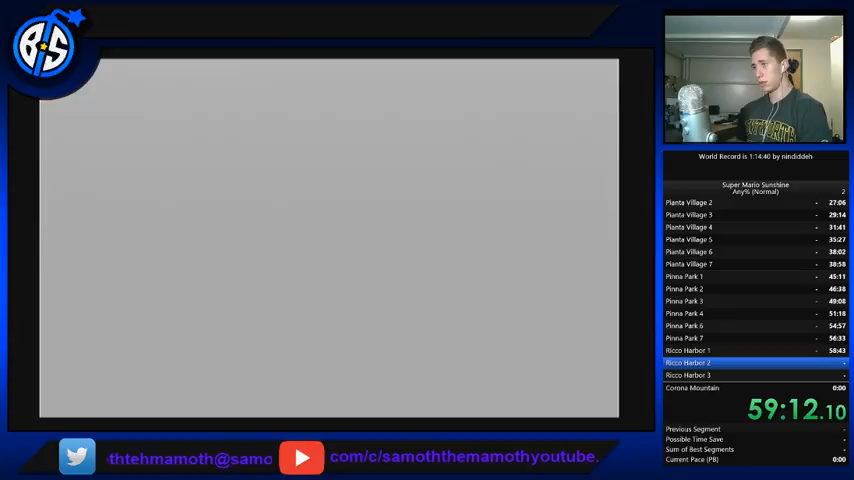 BS
World Record is 1:14:40 by nindiddeh
Super Mario Sunshine
Any% (Normal) 2
Pianta Village 2 - 27:06
Pianta Village 3 - 29:14
Pianta Village 4 - 31:41
Pianta Village 5 - 35:27
Pianta Village 6 - 38:02
Pianta Village 7 - 38:58
Pinna Park 1 - 45:11
Pinna Park 2 - 46:38
Pinna Park 3 - 49:08
Pinna Park 4 - 51:18
Pinna Park 6 - 54:57
Pinna Park 7 - 56:33
Ricco Harbor 1 - 58:43
Ricco Harbor 2 -
Ricco Harbor 3 -
Corona Mountain 0:00
59:12.10
Previous Segment -
Possible Time Save -
Sum of Best Segments -
Current Pace (PB) 0:00
thtehmamoth@samo
com/c/samoththemamothyoutube.